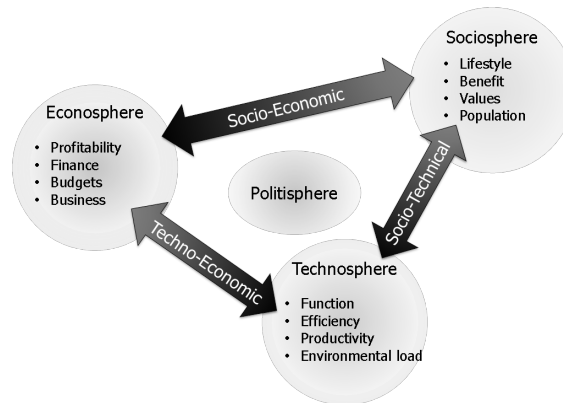 Sociosphere
• Lifestyle
• Benefit
• Values
• Population
Socio-Economic
Econosphere
• Profitability
• Finance
• Budgets
• Business
Politisphere
Socio-Technical
Techno-Economic
Technosphere
• Function
• Efficiency
• Productivity
• Environmental load